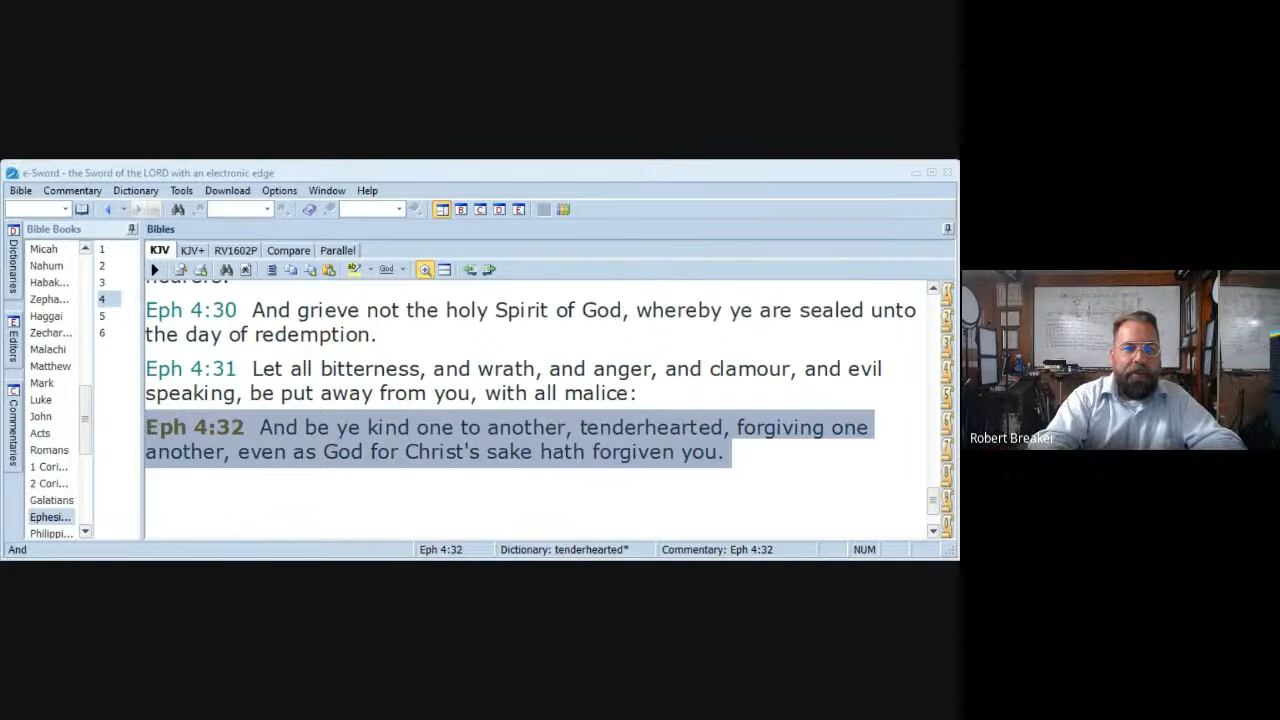 e-Sword - the Sword of the LORD with an electronic edge
Bible Commentary Dictionary Tools Download Options Window Help
Bible Books
Bibles
Dictionaries
Editors
Commentaries
Micah
Nahum
Habak...
Zepha...
Haggai
Zechar...
Malachi
Matthew
Mark
Luke
John
Acts
Romans
1 Cori...
2 Cori...
Galatians
Ephesi...
Philippi...
1
2
3
4
5
6
KJV KJV+ RV1602P Compare Parallel
God
Eph 4:30 And grieve not the holy Spirit of God, whereby ye are sealed unto
the day of redemption.
Eph 4:31 Let all bitterness, and wrath, and anger, and clamour, and evil
speaking, be put away from you, with all malice:
Eph 4:32 And be ye kind one to another, tenderhearted, forgiving one
another, even as God for Christ's sake hath forgiven you.
And Eph 4:32 Dictionary: tenderhearted* Commentary: Eph 4:32 NUM
Robert Breaker